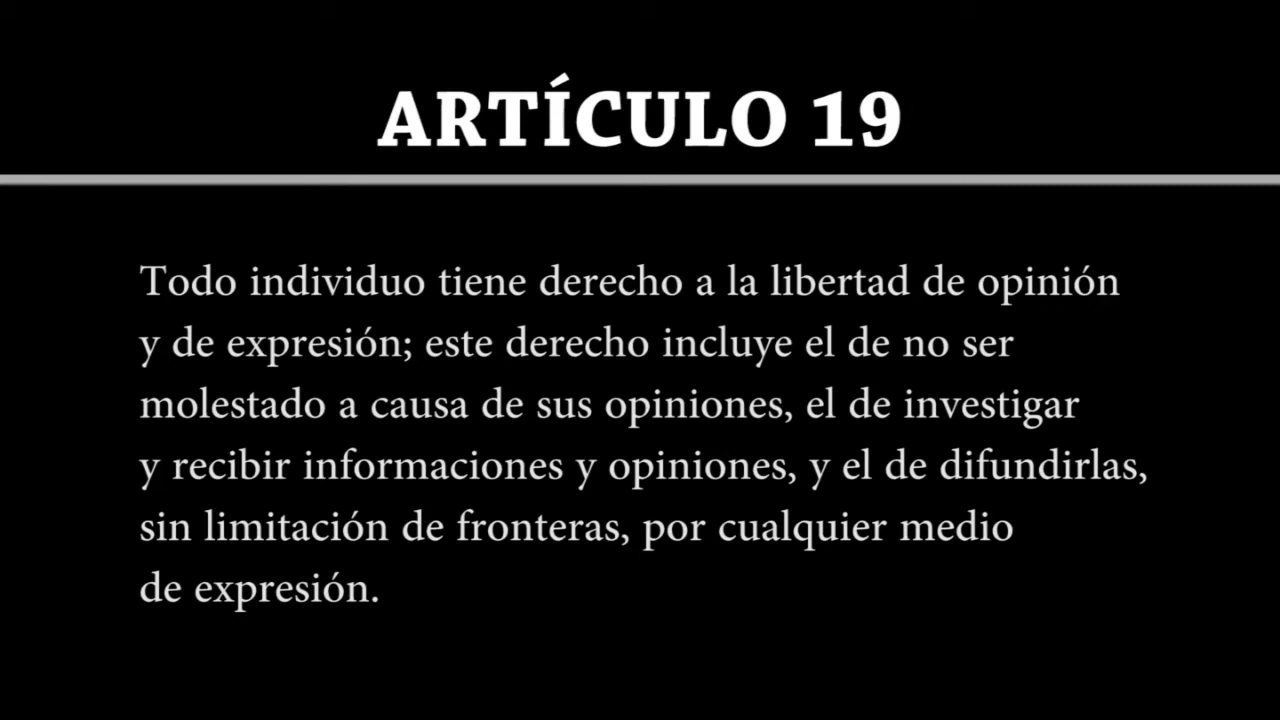 ARTÍCULO 19
Todo individuo tiene derecho a la libertad de opinión
y de expresión; este derecho incluye el de no ser
molestado a causa de sus opiniones, el de investigar
y recibir informaciones y opiniones, y el de difundirlas,
sin limitación de fronteras, por cualquier medio
de expresión.